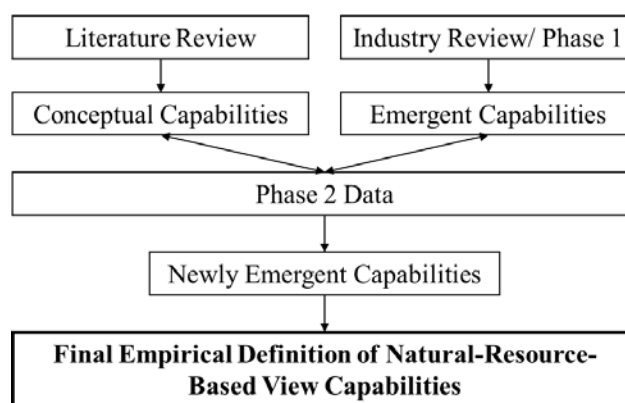 Literature Review
Industry Review/ Phase 1
Conceptual Capabilities
Emergent Capabilities
Phase 2 Data
Newly Emergent Capabilities
Final Empirical Definition of Natural-Resource-
Based View Capabilities